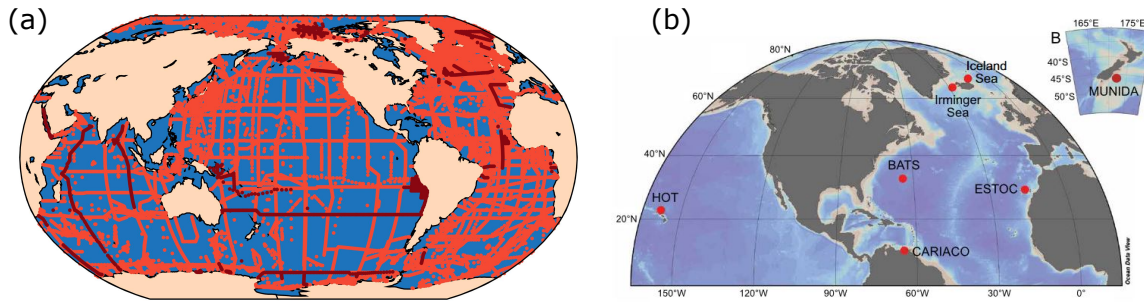 (a)
(b)
165°E 175°E
B
80°N
Iceland
Sea
40°S
45°S
50°S
MUNIDA
60°N
Irminger Sea
40°N
BATS
ESTOC
HOT
20°N
CARIACO
150°W 120°W 90°W 60°W 30°W 0°
Ocean Data View